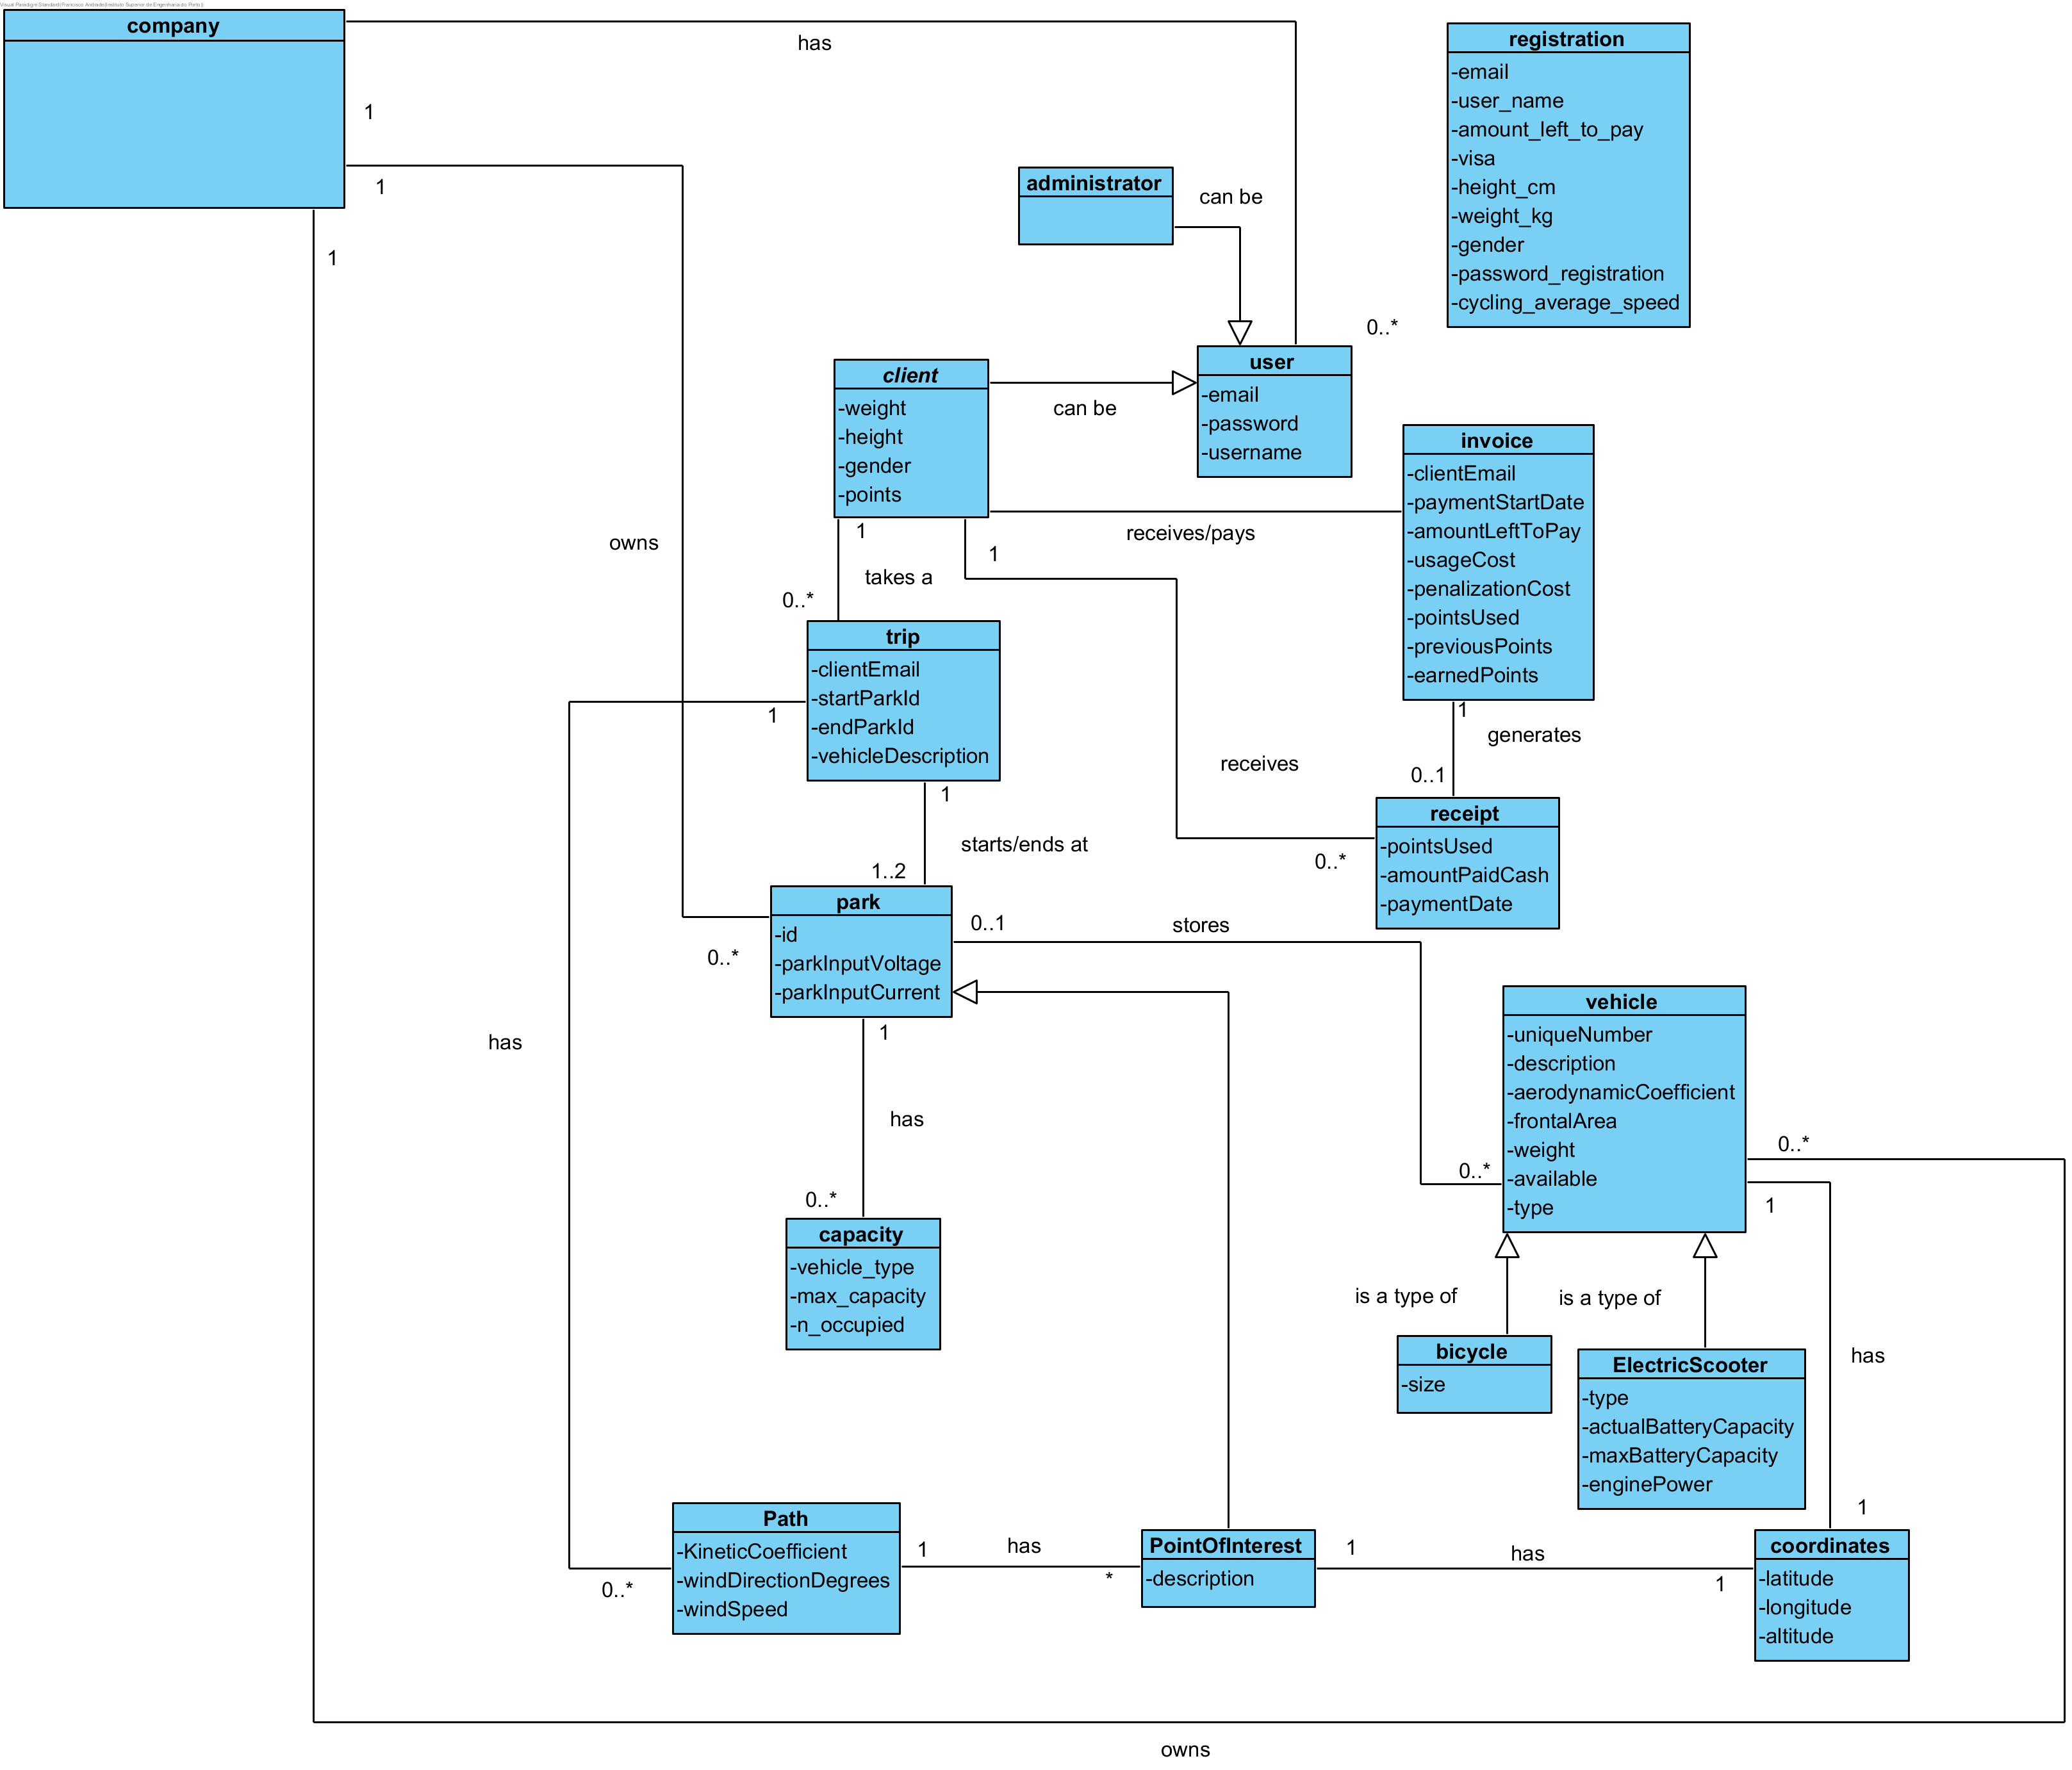 Visual Paradigm Standard(Francisco Andrade(Instituto Superior de Engenharia do Porto))
company
has
1
1
1
registration
-email
-user_name
-amount_left_to_pay
-visa
-height_cm
-weight_kg
-gender
-password_registration
-cycling_average_speed
administrator
can be
0..*
user
-email
-password
-username
client
-weight
-height
-gender
-points
can be
invoice
-clientEmail
-paymentStartDate
-amountLeftToPay
-usageCost
-penalizationCost
-pointsUsed
-previousPoints
-earnedPoints
receives/pays
1
1
owns
takes a
0..*
trip
-clientEmail
-startParkId
-endParkId
-vehicleDescription
1
1
generates
0..1
receives
receipt
-pointsUsed
-amountPaidCash
-paymentDate
0..*
1
starts/ends at
1..2
park
-id
-parkInputVoltage
-parkInputCurrent
0..1
stores
0..*
1
has
has
0..*
capacity
-vehicle_type
-max_capacity
-n_occupied
vehicle
-uniqueNumber
-description
-aerodynamicCoefficient
-frontalArea
-weight
-available
-type
0..*
0..*
1
is a type of
is a type of
bicycle
-size
ElectricScooter
-type
-actualBatteryCapacity
-maxBatteryCapacity
-enginePower
has
1
Path
-KineticCoefficient
-windDirectionDegrees
-windSpeed
0..*
1
has
*
PointOfInterest
-description
1
has
1
coordinates
-latitude
-longitude
-altitude
owns